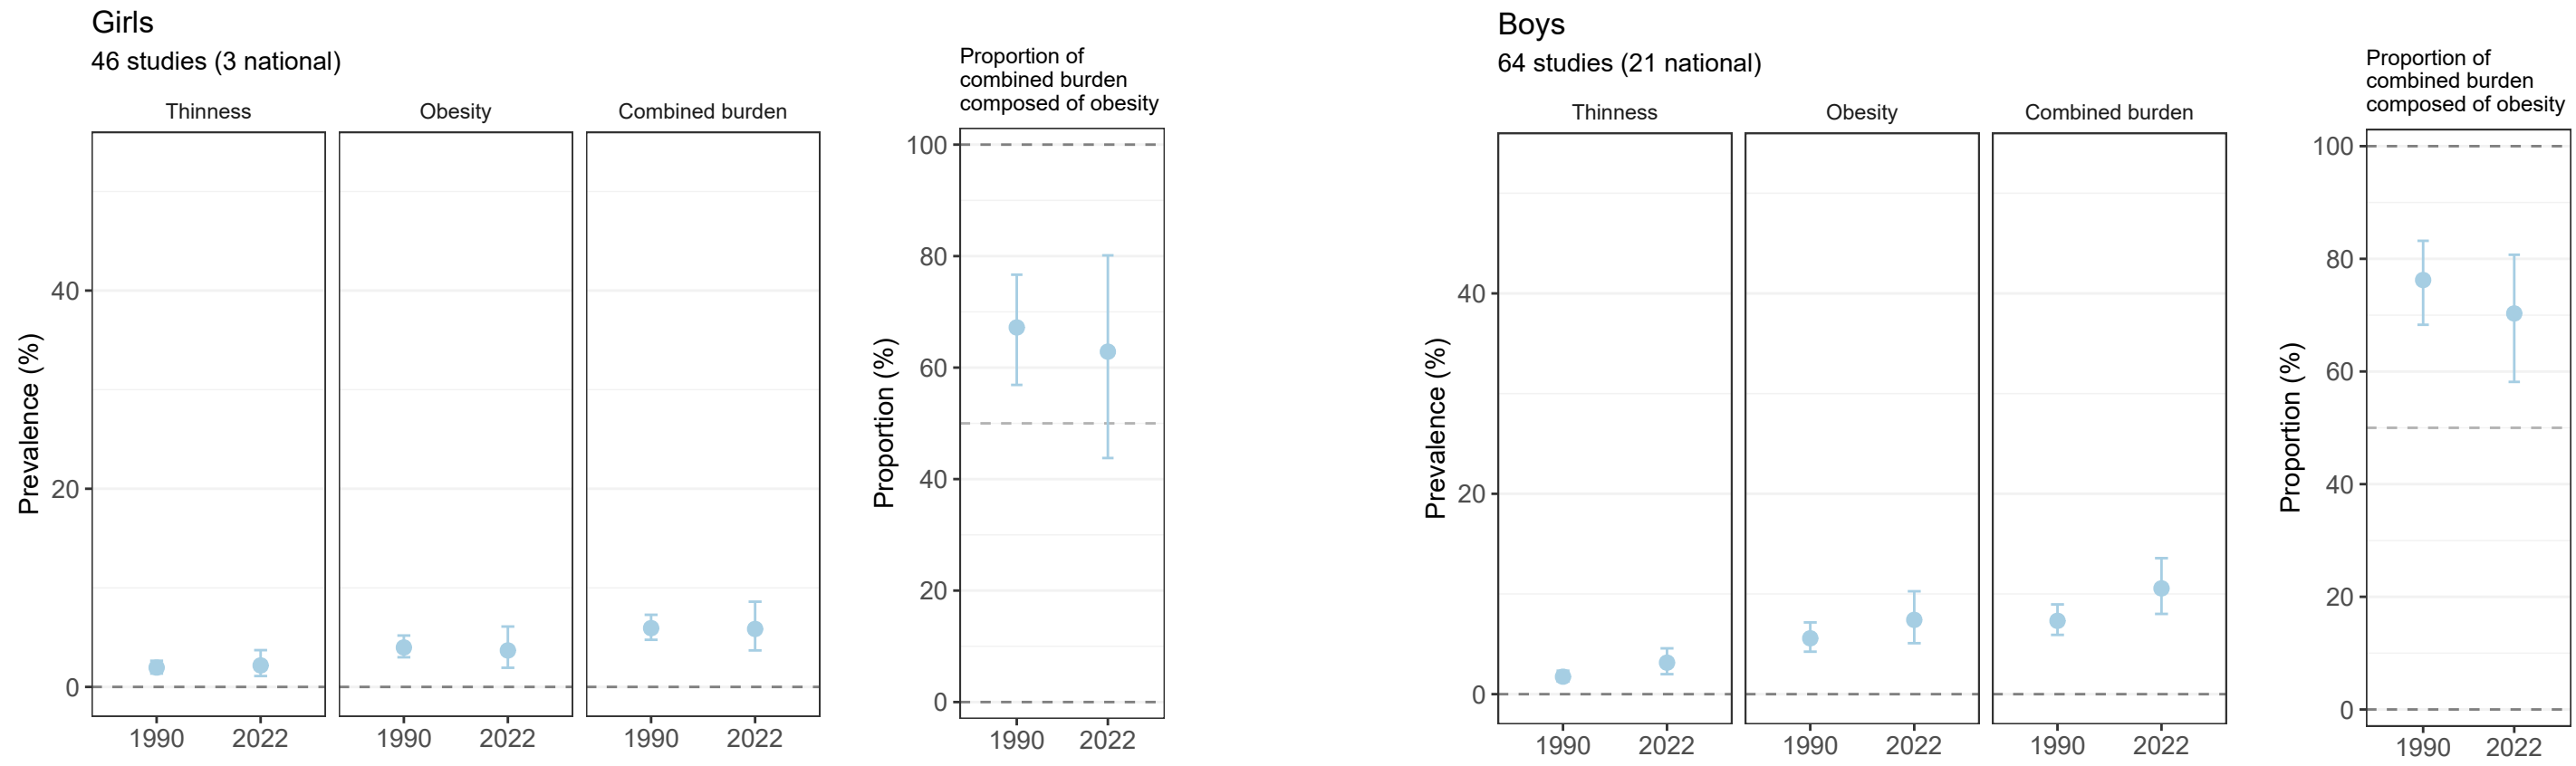 Girls
46 studies (3 national)
Thinness
Obesity
Combined burden
Prevalence (%)
40
20
0
1990
2022
1990
2022
1990
2022
Proportion of
combined burden
composed of obesity
Proportion (%)
100
80
60
40
20
0
1990
2022
Boys
64 studies (21 national)
Thinness
Obesity
Combined burden
Prevalence (%)
40
20
0
1990
2022
1990
2022
1990
2022
Proportion of
combined burden
composed of obesity
Proportion (%)
100
80
60
40
20
0
1990
2022